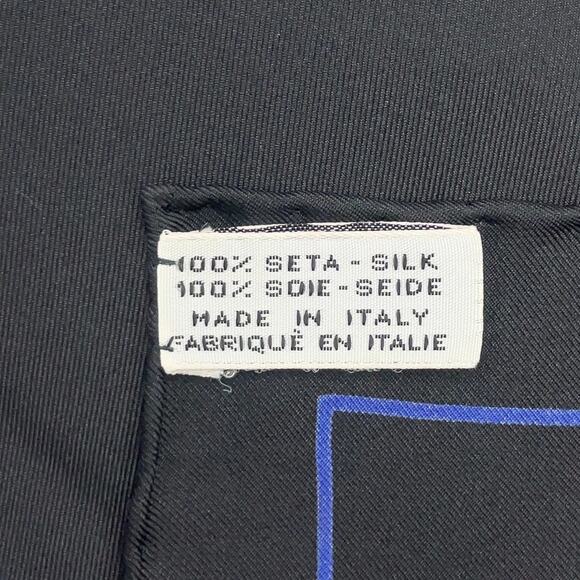 100% SETA - SILK
100% SOIE - SEIDE
MADE IN ITALY
FABRIQUÉ EN ITALIE